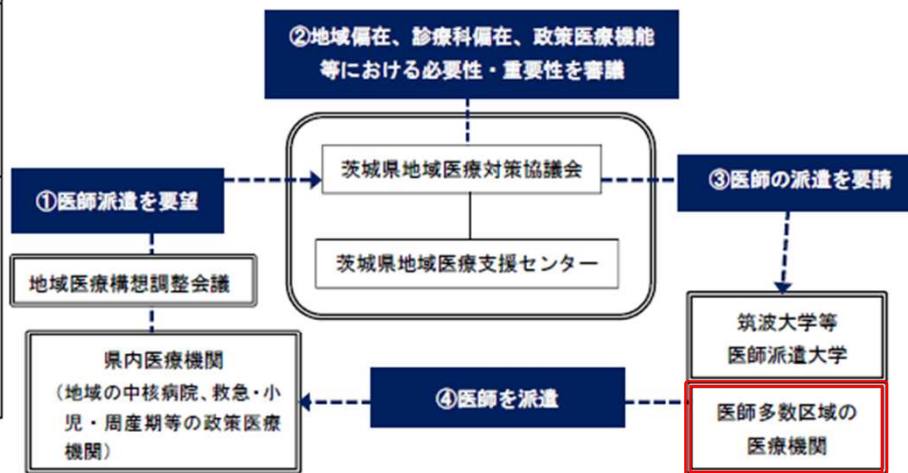 ②地域偏在、診療科偏在、政策医療機能
等における必要性・重要性を審議
茨城県地域医療対策協議会
③医師の派遣を要請
①医師派遣を要望
茨城県地域医療支援センター
地域医療構想調整会議
筑波大学等
医師派遣大学
県内医療機関
（地域の中核病院、救急・小
児・周産期等の政策医療
機関）
④医師を派遣
医師多数区域の
医療機関